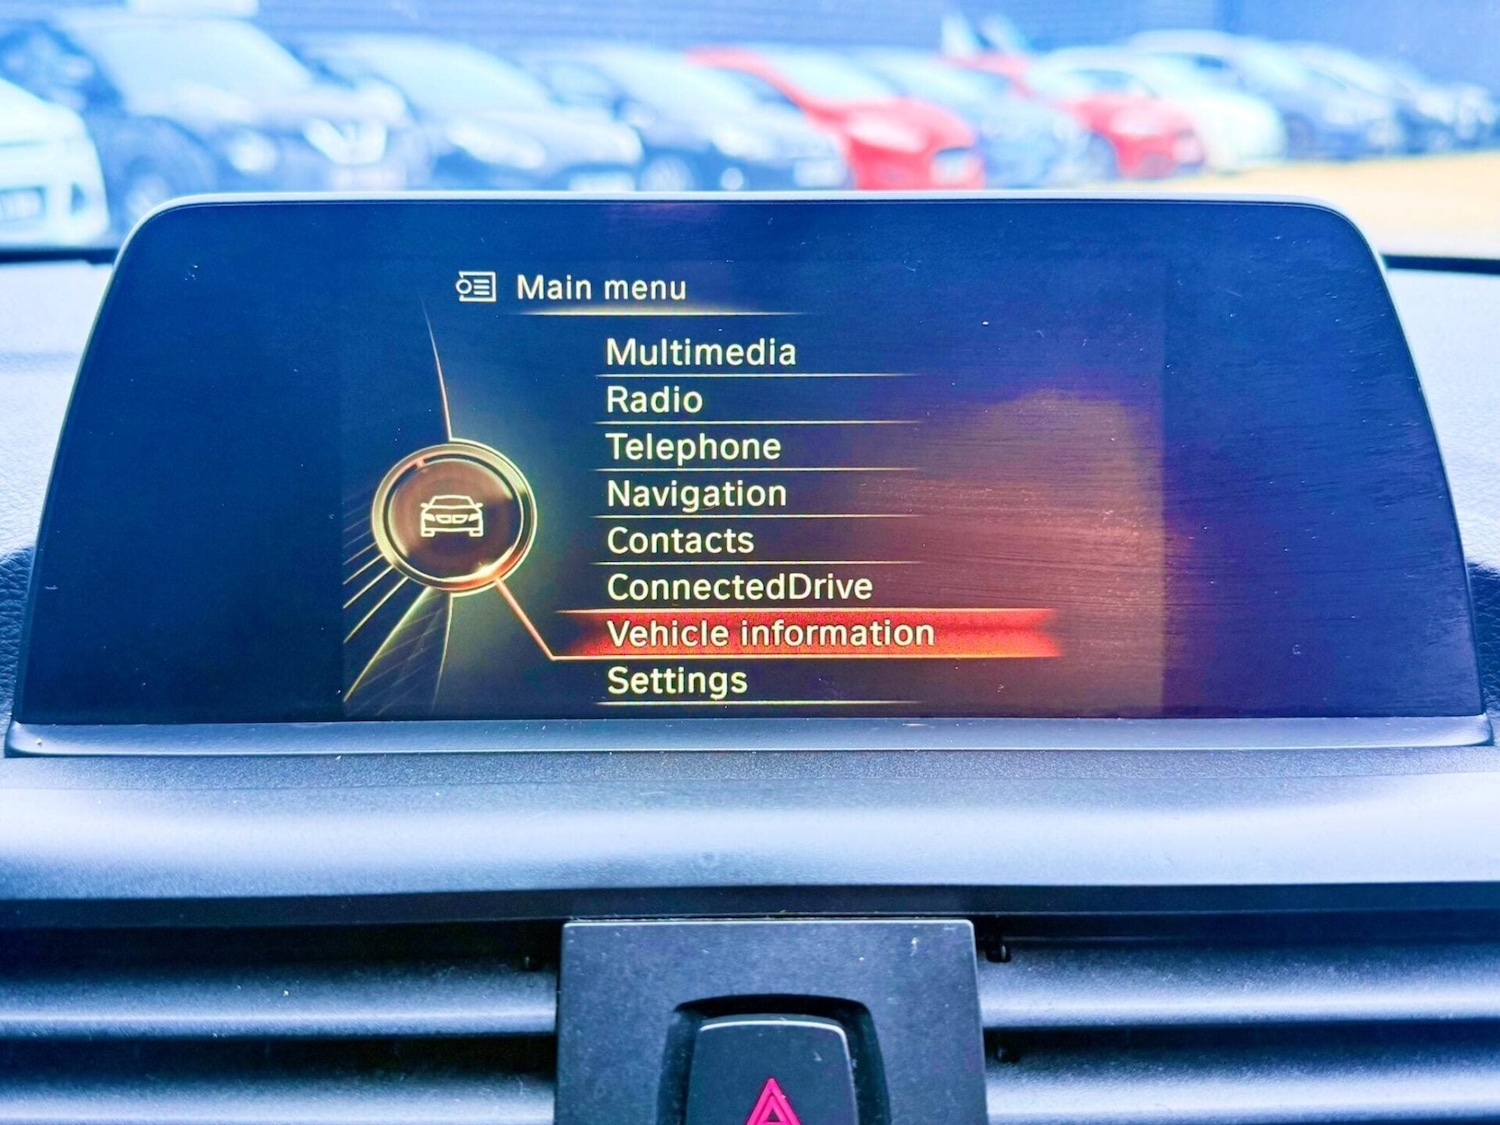 Main menu
Multimedia
Radio
Telephone
Navigation
Contacts
ConnectedDrive
Vehicle information
Settings